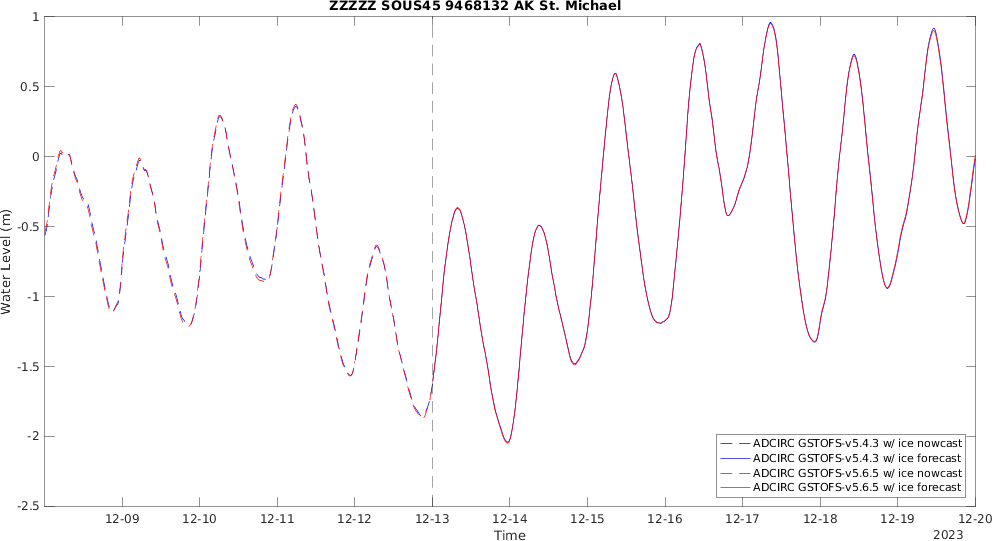 ZZZZZ SOUS45 9468132 AK St. Michael
1
0.5
0
-0.5
-1
-1.5
-2
-2.5
Water Level (m)
ADCIRC GSTOFS-v5.4.3 w/ ice nowcast
ADCIRC GSTOFS-v5.4.3 w/ ice forecast
ADCIRC GSTOFS-v5.6.5 w/ ice nowcast
ADCIRC GSTOFS-v5.6.5 w/ ice forecast
12-09 12-10 12-11 12-12 12-13 12-14 12-15 12-16 12-17 12-18 12-19 12-20
Time
2023